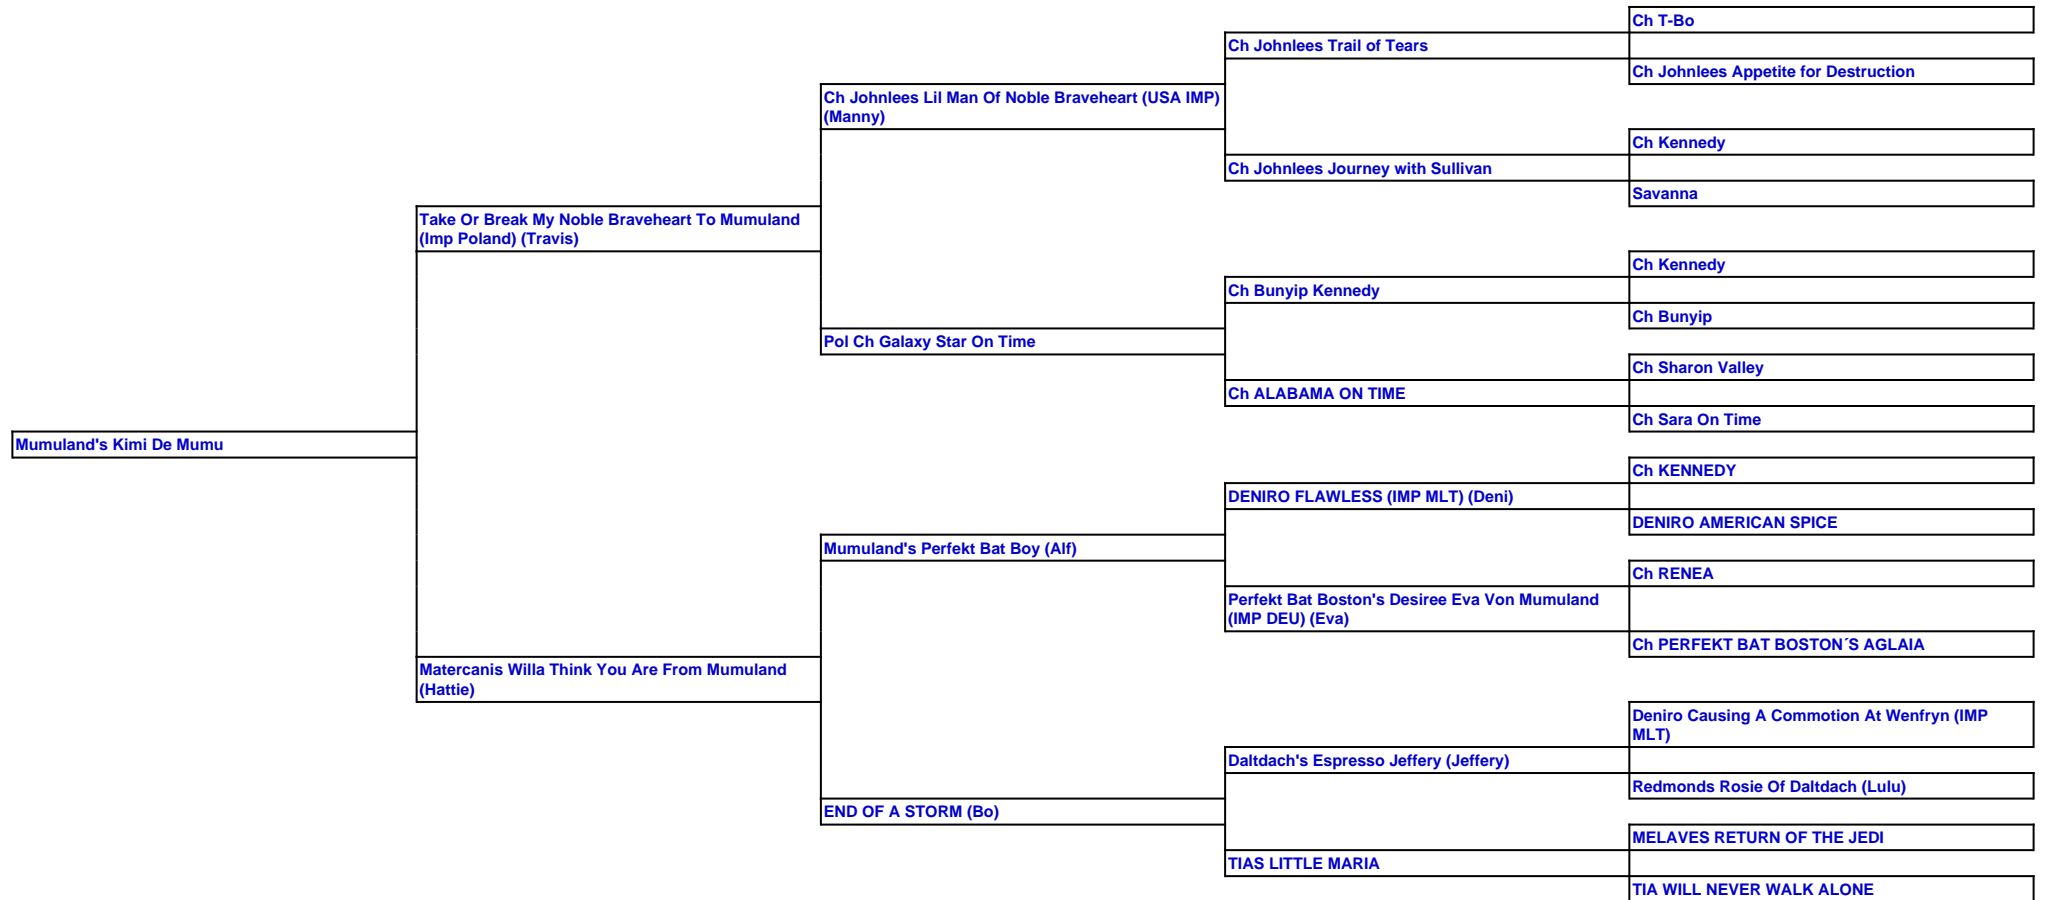 Ch T-Bo
Ch Johnlees Trail of Tears
Ch Johnlees Appetite for Destruction
Ch Johnlees Lil Man Of Noble Braveheart (USA IMP)
(Manny)
Ch Kennedy
Ch Johnlees Journey with Sullivan
Savanna
Take Or Break My Noble Braveheart To Mumuland
(Imp Poland) (Travis)
Ch Kennedy
Ch Bunyip Kennedy
Ch Bunyip
Pol Ch Galaxy Star On Time
Ch Sharon Valley
Ch ALABAMA ON TIME
Ch Sara On Time
Mumuland's Kimi De Mumu
Ch KENNEDY
DENIRO FLAWLESS (IMP MLT) (Deni)
DENIRO AMERICAN SPICE
Mumuland's Perfekt Bat Boy (Alf)
Ch RENEA
Perfekt Bat Boston's Desiree Eva Von Mumuland
(IMP DEU) (Eva)
Ch PERFEKT BAT BOSTON´S AGLAIA
Matercanis Willa Think You Are From Mumuland
(Hattie)
Deniro Causing A Commotion At Wenfryn (IMP
MLT)
Daltdach's Espresso Jeffery (Jeffery)
Redmonds Rosie Of Daltdach (Lulu)
END OF A STORM (Bo)
MELAVES RETURN OF THE JEDI
TIAS LITTLE MARIA
TIA WILL NEVER WALK ALONE